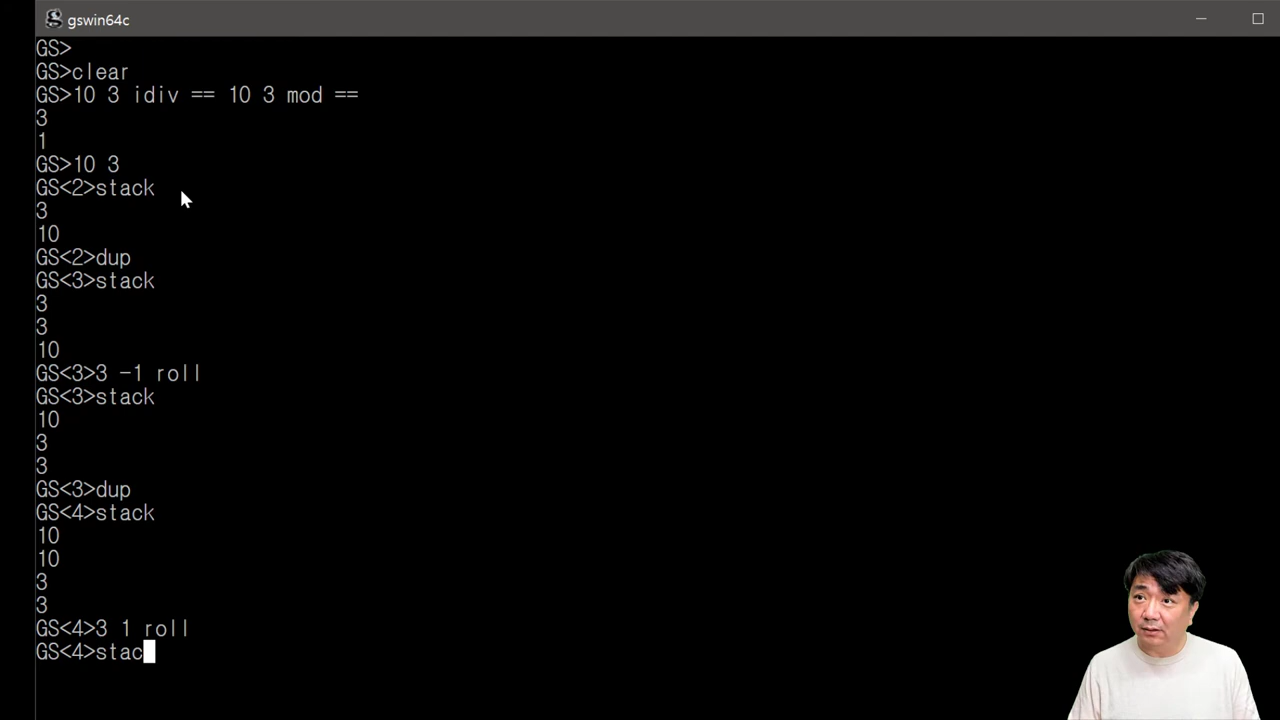 gswin64c
GS>
GS>clear
GS>10 3 idiv == 10 3 mod ==
3
1
GS>10 3
GS<2>stack
3
10
GS<2>dup
GS<3>stack
3
3
10
GS<3>3 -1 roll
GS<3>stack
10
3
3
GS<3>dup
GS<4>stack
10
10
3
3
GS<4>3 1 roll
GS<4>stac